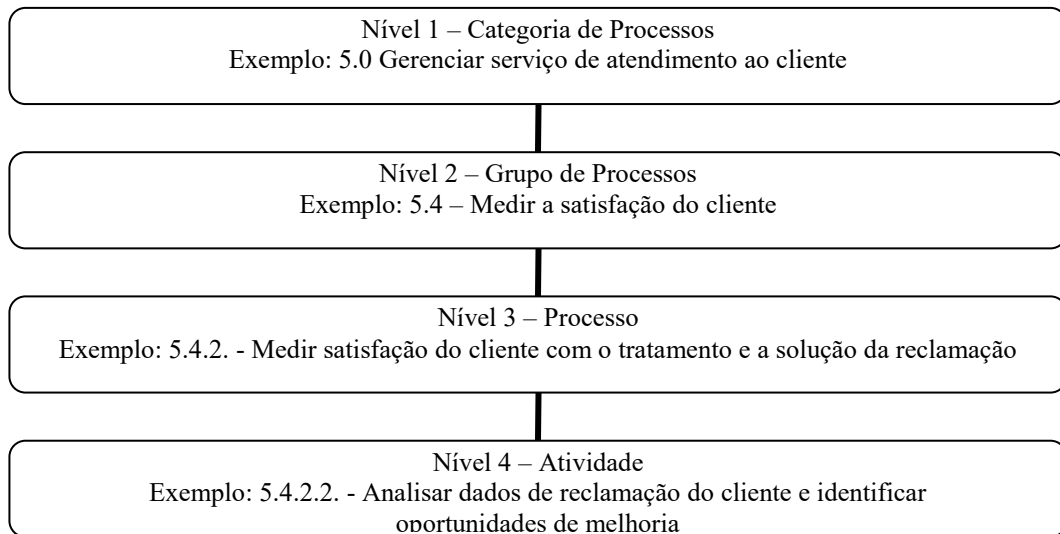 Nível 1 – Categoria de Processos
Exemplo: 5.0 Gerenciar serviço de atendimento ao cliente
Nível 2 – Grupo de Processos
Exemplo: 5.4 – Medir a satisfação do cliente
Nível 3 – Processo
Exemplo: 5.4.2. - Medir satisfação do cliente com o tratamento e a solução da reclamação
Nível 4 – Atividade
Exemplo: 5.4.2.2. - Analisar dados de reclamação do cliente e identificar
oportunidades de melhoria